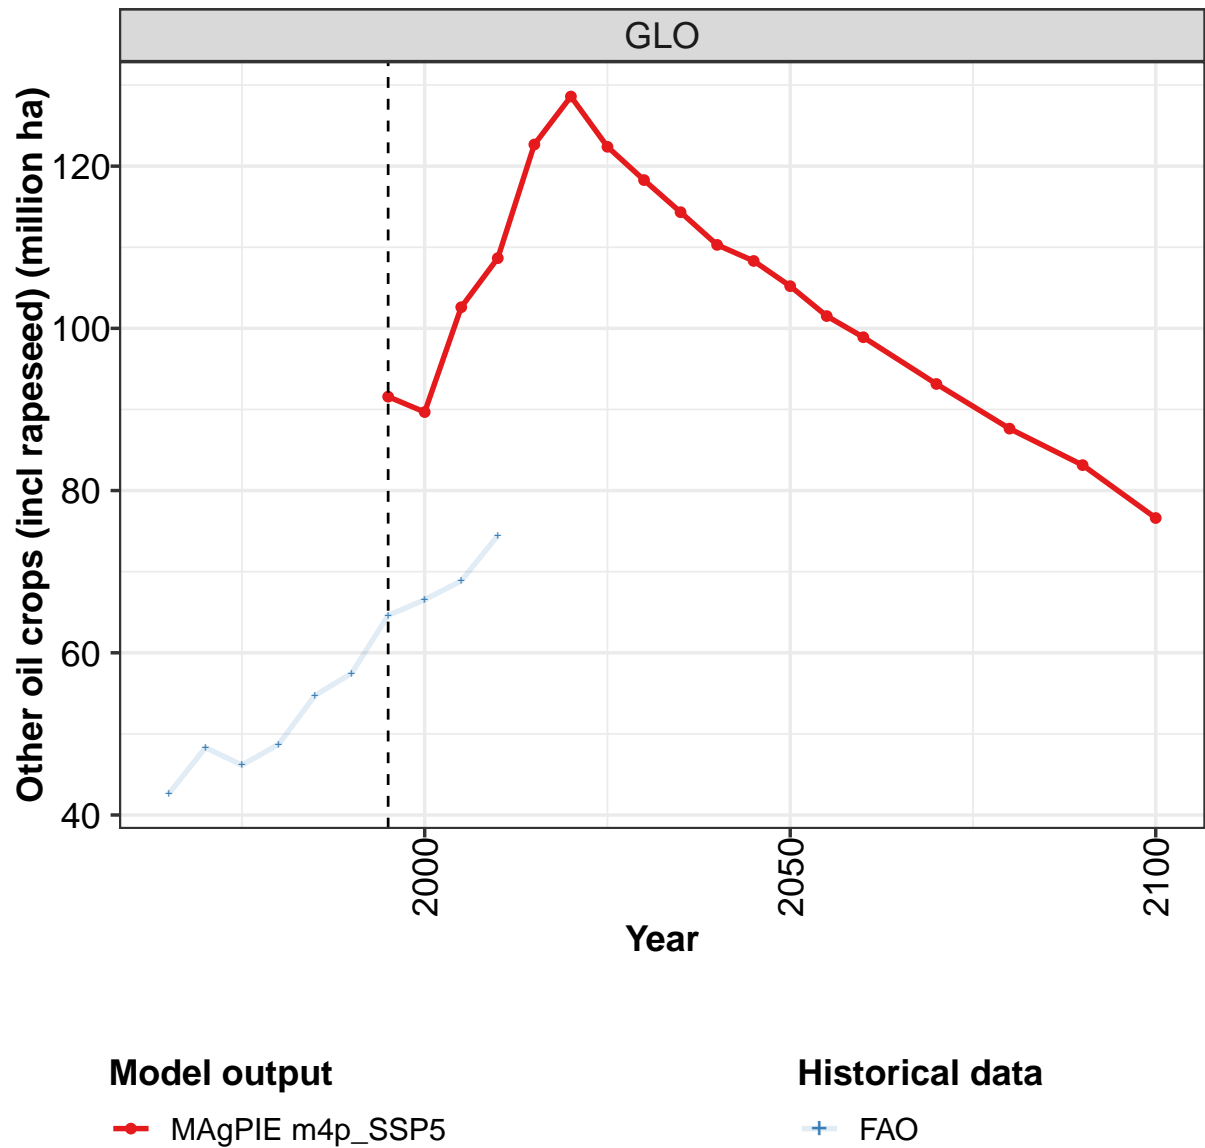 GLO
Other oil crops (incl rapeseed) (million ha)
120
100
80
60
40
2000
2050
2100
Year
Model output
MAgPIE m4p_SSP5
Historical data
FAO